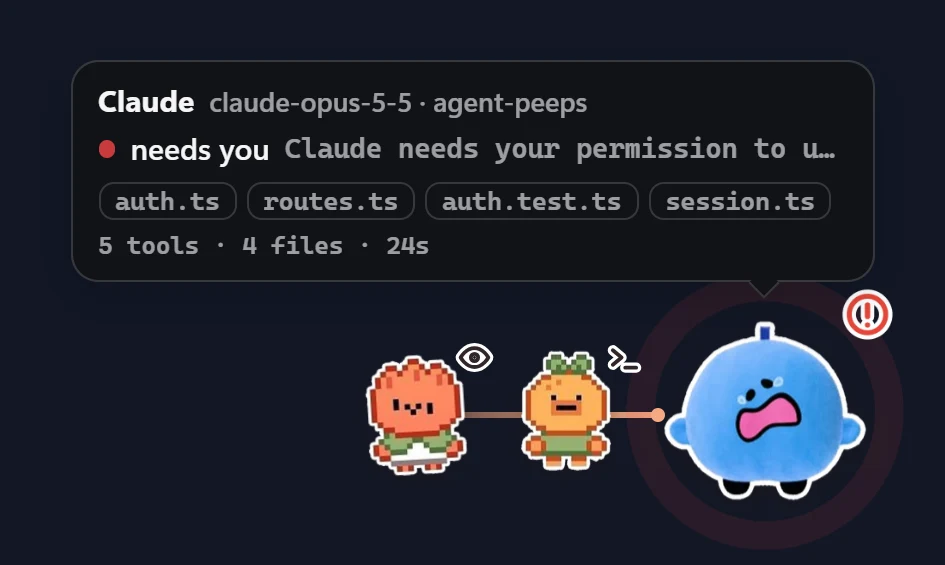 Claude claude-opus-5-5 · agent-peeps
needs you Claude needs your permission to u…
auth.ts routes.ts auth.test.ts session.ts
5 tools · 4 files · 24s